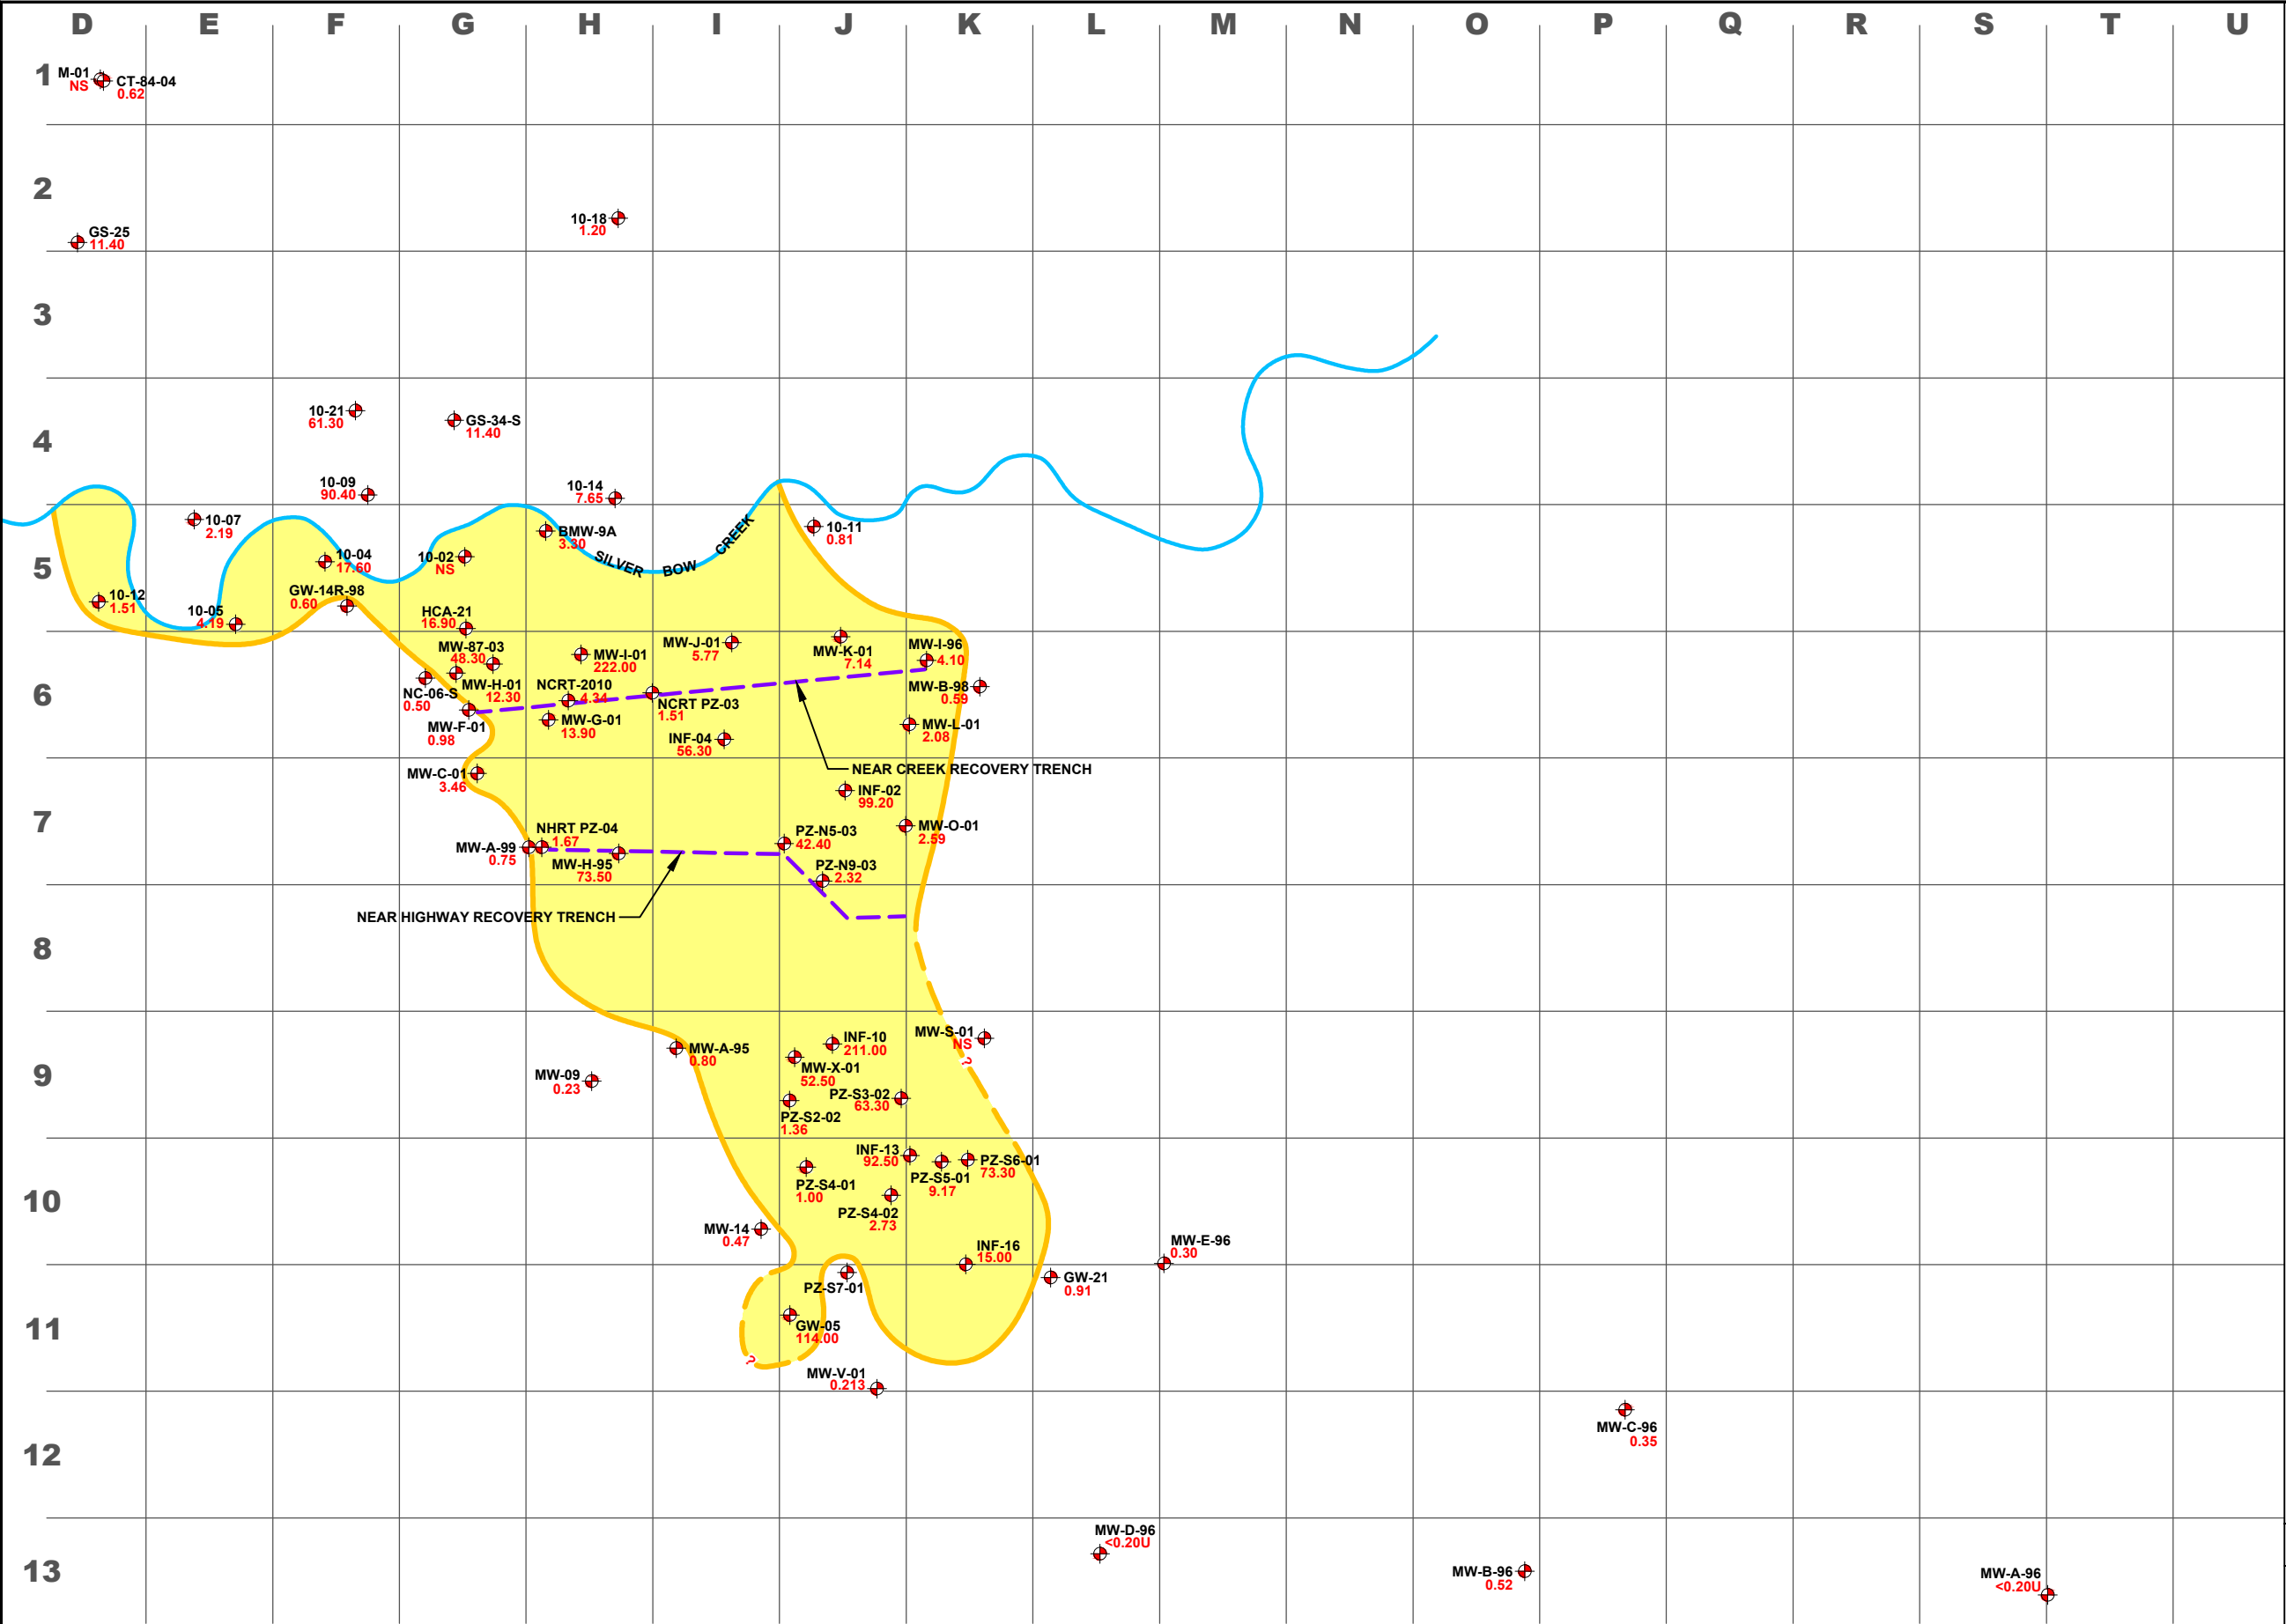 D E F G H I J K L M N O P Q R S T U
1
M-01
NS
CT-84-04
0.62
2
GS-25
11.40
10-18
1.20
3
4
10-21
61.30
GS-34-S
11.40
10-09
90.40
10-14
7.65
5
10-07
2.19
10-04
17.60
10-02
NS
BMW-9A
3.30
SILVER BOW CREEK
10-11
0.81
10-12
1.51
10-05
4.19
GW-14R-98
0.60
HCA-21
16.90
6
MW-87-03
48.30
MW-I-01
222.00
MW-J-01
5.77
MW-K-01
7.14
MW-I-96
4.10
NC-06-S
0.50
MW-H-01
12.30
NCRT-2010
4.34
NCRT PZ-03
1.51
MW-B-98
0.59
MW-F-01
0.98
MW-G-01
13.90
INF-04
56.30
MW-L-01
2.08
7
MW-C-01
3.46
NEAR CREEK RECOVERY TRENCH
INF-02
99.20
MW-A-99
0.75
NHRT PZ-04
1.67
MW-H-95
73.50
PZ-N5-03
42.40
MW-O-01
2.59
PZ-N9-03
2.32
8
NEAR HIGHWAY RECOVERY TRENCH
9
MW-A-95
0.80
INF-10
211.00
MW-X-01
52.50
MW-S-01
NS
?
MW-09
0.23
PZ-S2-02
1.36
PZ-S3-02
63.30
10
INF-13
92.50
PZ-S5-01
9.17
PZ-S6-01
73.30
PZ-S4-01
1.00
PZ-S4-02
2.73
MW-14
0.47
INF-16
15.00
MW-E-96
0.30
11
PZ-S7-01
GW-21
0.91
GW-05
114.00
?
MW-V-01
0.213
12
MW-C-96
0.35
13
MW-D-96
<0.20U
MW-B-96
0.52
MW-A-96
<0.20U